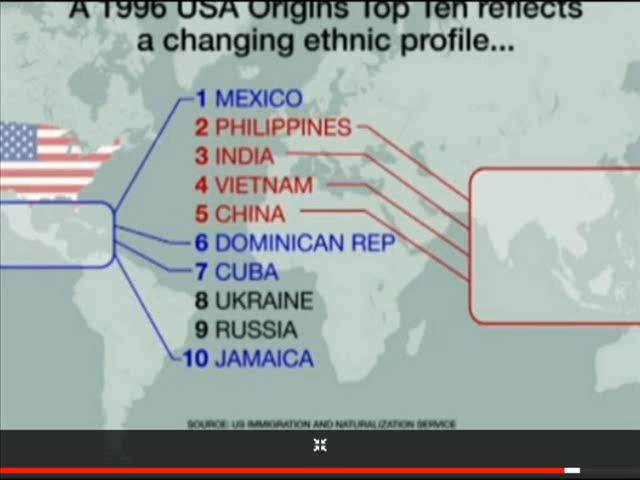 A 1996 USA Origins Top Ten reflects
a changing ethnic profile...
1 MEXICO
2 PHILIPPINES
3 INDIA
4 VIETNAM
5 CHINA
6 DOMINICAN REP
7 CUBA
8 UKRAINE
9 RUSSIA
10 JAMAICA
SOURCE: US IMMIGRATION AND NATURALIZATION SERVICE